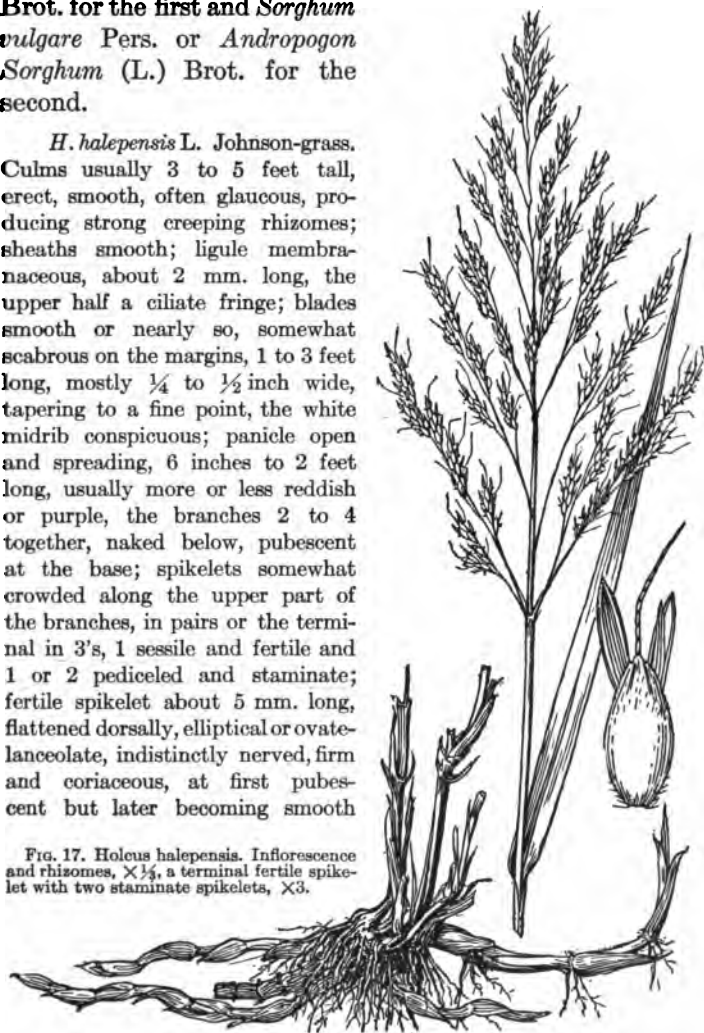 Brot. for the first and Sorghum
vulgare Pers. or Andropogon
Sorghum (L.) Brot. for the
second.
H. halepensis L. Johnson-grass.
Culms usually 3 to 5 feet tall,
erect, smooth, often glaucous, pro-
ducing strong creeping rhizomes;
sheaths smooth; ligule membra-
naceous, about 2 mm. long, the
upper half a ciliate fringe; blades
smooth or nearly so, somewhat
scabrous on the margins, 1 to 3 feet
long, mostly ¼ to ½ inch wide,
tapering to a fine point, the white
midrib conspicuous; panicle open
and spreading, 6 inches to 2 feet
long, usually more or less reddish
or purple, the branches 2 to 4
together, naked below, pubescent
at the base; spikelets somewhat
crowded along the upper part of
the branches, in pairs or the termi-
nal in 3's, 1 sessile and fertile and
1 or 2 pediceled and staminate;
fertile spikelet about 5 mm. long,
flattened dorsally, elliptical or ovate-
lanceolate, indistinctly nerved, firm
and coriaceous, at first pubes-
cent but later becoming smooth
FIG. 17. Holcus halepensis. Inflorescence
and rhizomes, a terminal fertile spike-
let with two staminate spikelets, ×3.